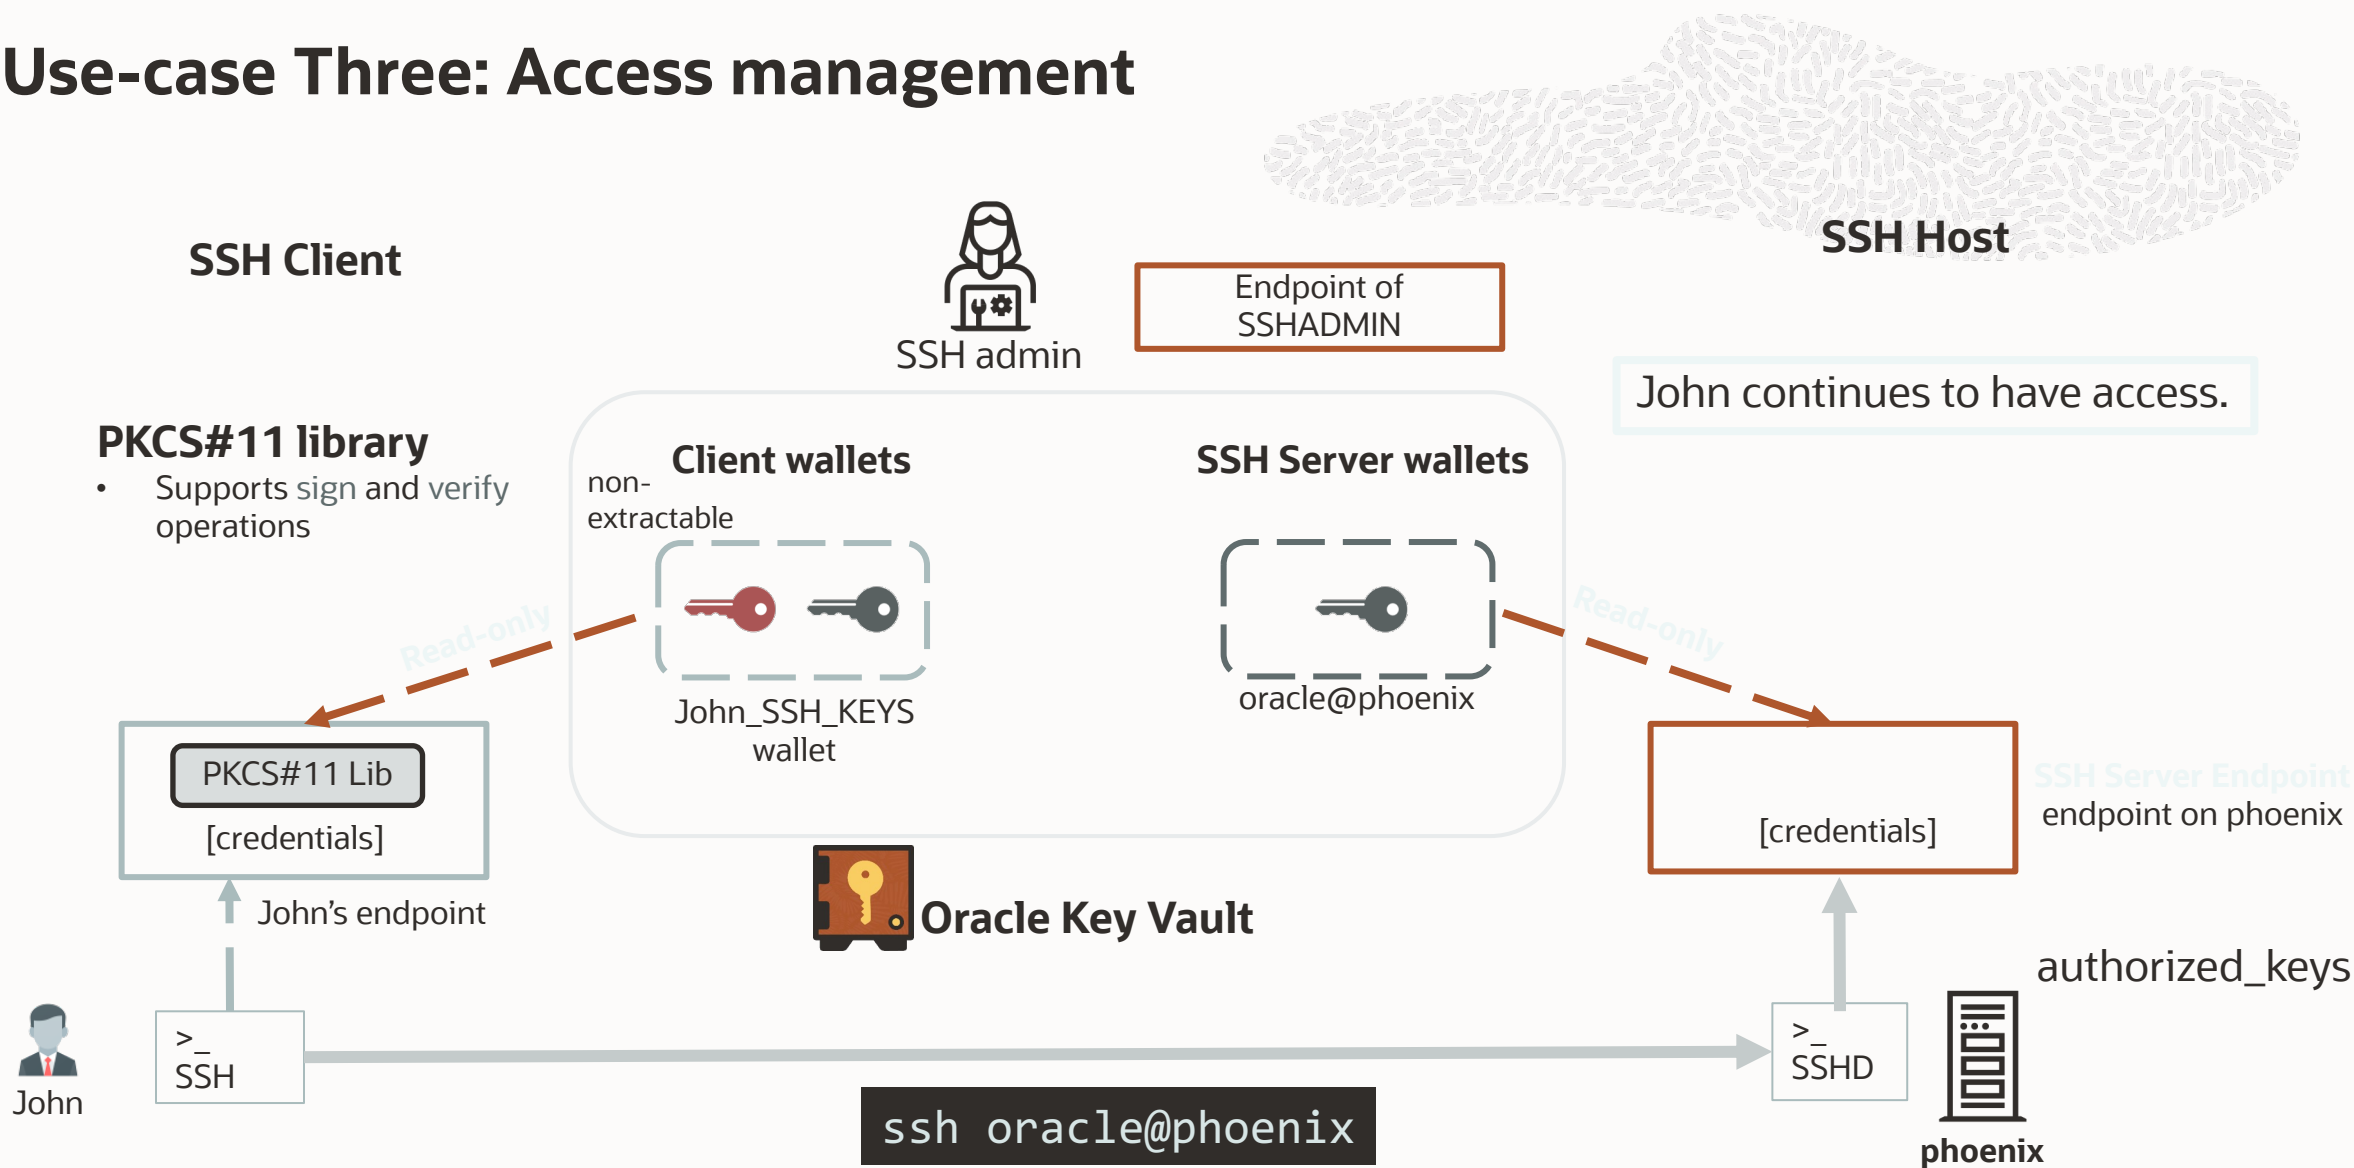 Use-case Three: Access management
SSH Client
SSH admin
Endpoint of
SSHADMIN
SSH Host
John continues to have access.
PKCS#11 library
• Supports sign and verify
operations
Client wallets
non-
extractable
John_SSH_KEYS
wallet
SSH Server wallets
oracle@phoenix
Read-only
Read-only
PKCS#11 Lib
[credentials]
John’s endpoint
[credentials]
SSH Server Endpoint
endpoint on phoenix
Oracle Key Vault
authorized_keys
John
>_
SSH
>_
SSHD
ssh oracle@phoenix
phoenix